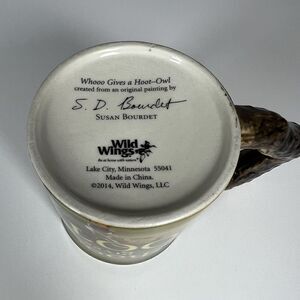 Whooo Gives a Hoot–Owl
created from an original painting by
S. D. Bourdet
SUSAN BOURDET
Wild
Wings
Lake City, Minnesota 55041
Made in China.
©2014, Wild Wings, LLC